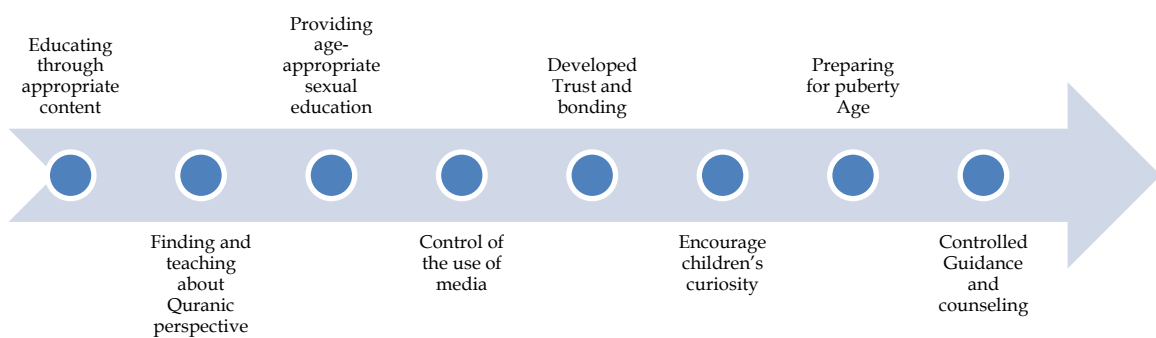 Educating
through
appropriate
content
Finding and
teaching
about
Quranic
perspective
Providing
age-
appropriate
sexual
education
Control of
the use of
media
Developed
Trust and
bonding
Encourage
children's
curiosity
Preparing
for puberty
Age
Controlled
Guidance
and
counseling